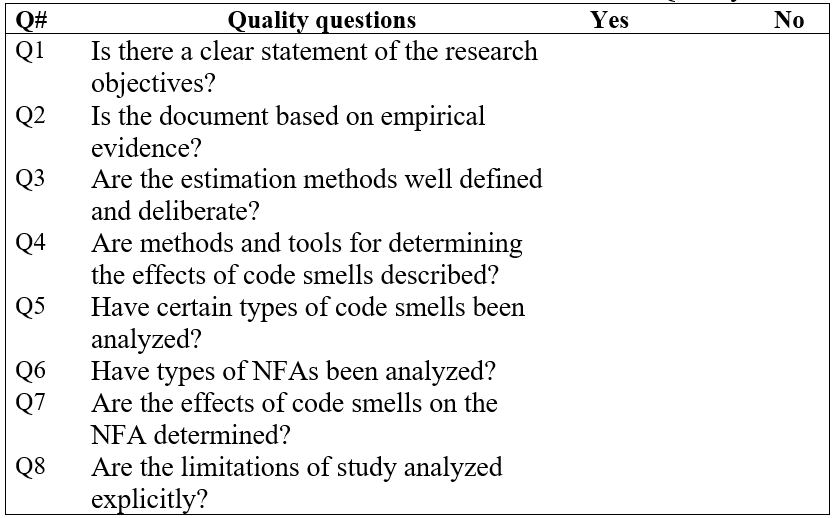 Q# Quality questions Yes No
Q1 Is there a clear statement of the research
objectives?
Q2 Is the document based on empirical
evidence?
Q3 Are the estimation methods well defined
and deliberate?
Q4 Are methods and tools for determining
the effects of code smells described?
Q5 Have certain types of code smells been
analyzed?
Q6 Have types of NFAs been analyzed?
Q7 Are the effects of code smells on the
NFA determined?
Q8 Are the limitations of study analyzed
explicitly?